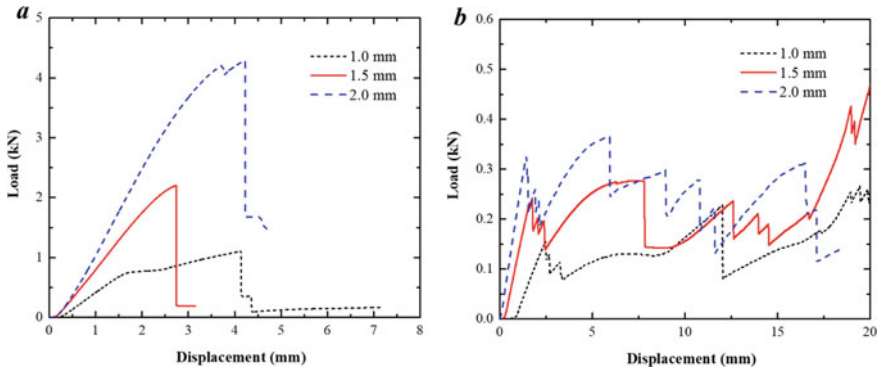 a
5
4
3
2
1
0
Load (kN)
1.0 mm
1.5 mm
2.0 mm
0 1 2 3 4 5 6 7 8
Displacement (mm)
b
0.6
0.5
0.4
0.3
0.2
0.1
0.0
Load (kN)
1.0 mm
1.5 mm
2.0 mm
0 5 10 15 20
Displacement (mm)